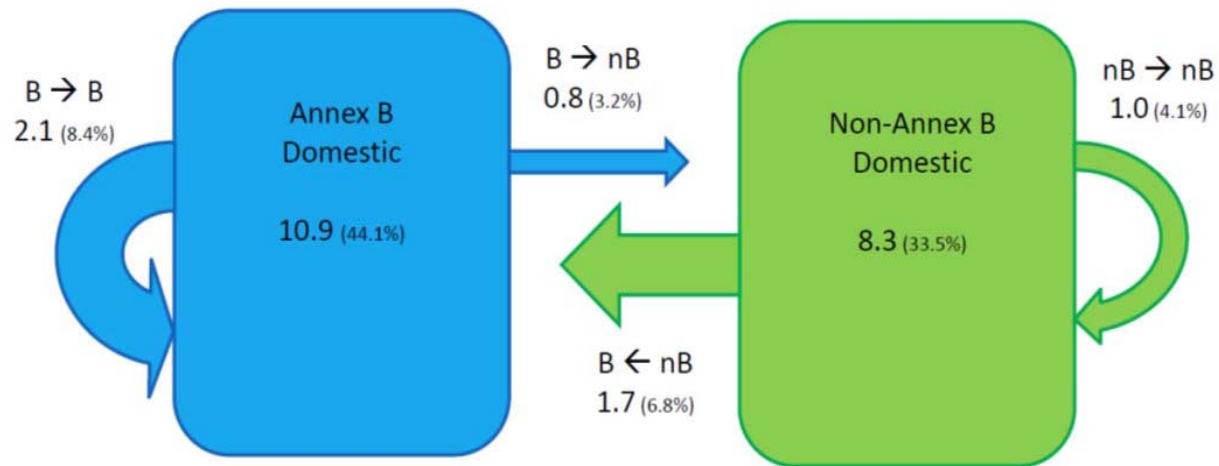 B → B
2.1 (8.4%)
Annex B
Domestic
10.9 (44.1%)
B → nB
0.8 (3.2%)
B ← nB
1.7 (6.8%)
Non-Annex B
Domestic
8.3 (33.5%)
nB → nB
1.0 (4.1%)